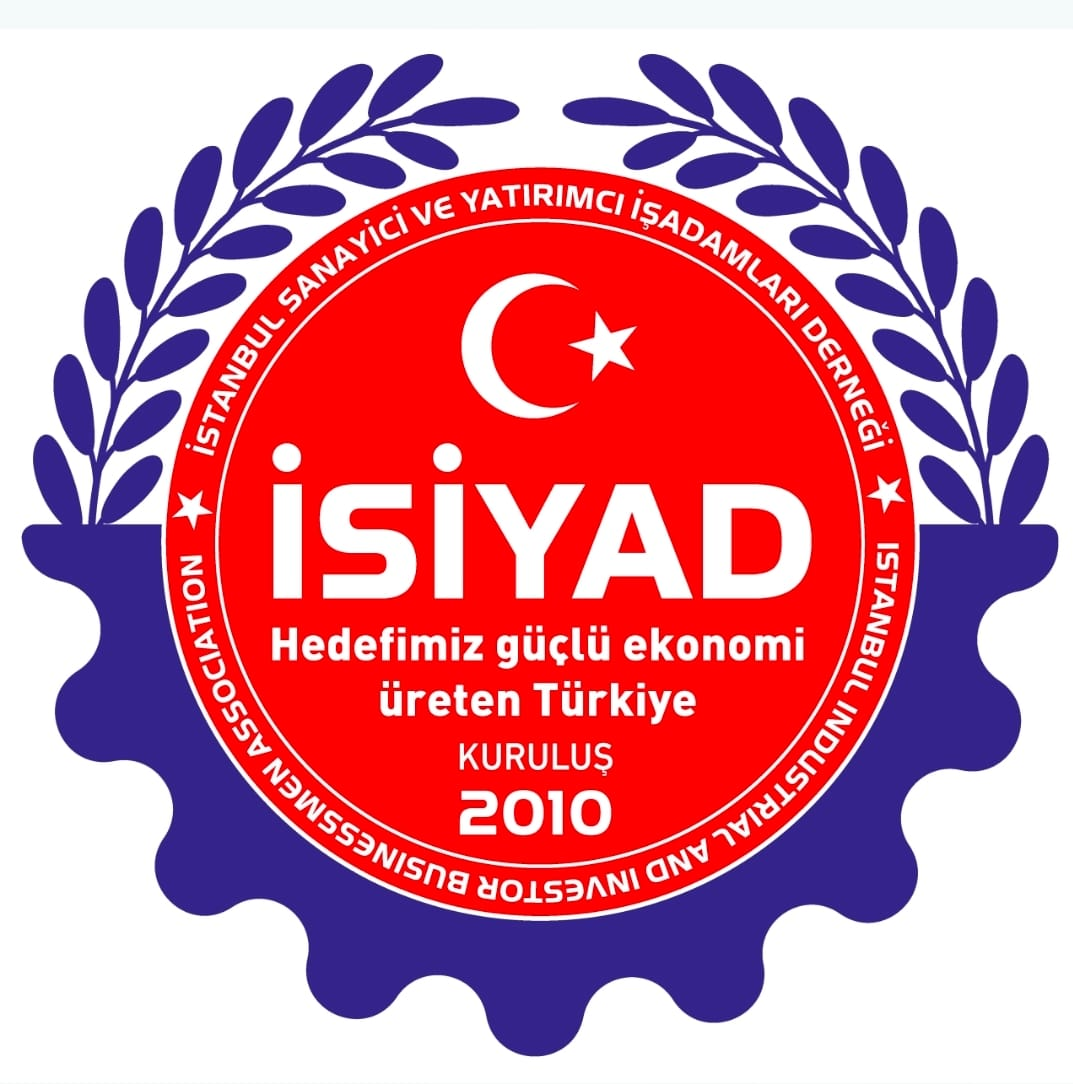 İSTANBUL SANAYİCİ VE YATIRIMCI İŞADAMLARI DERNEĞİ
İSİYAD
Hedefimiz güçlü ekonomi
üreten Türkiye
KURULUŞ
2010
ISTANBUL INDUSTRIAL AND INVESTOR BUSINESSMEN ASSOCIATION